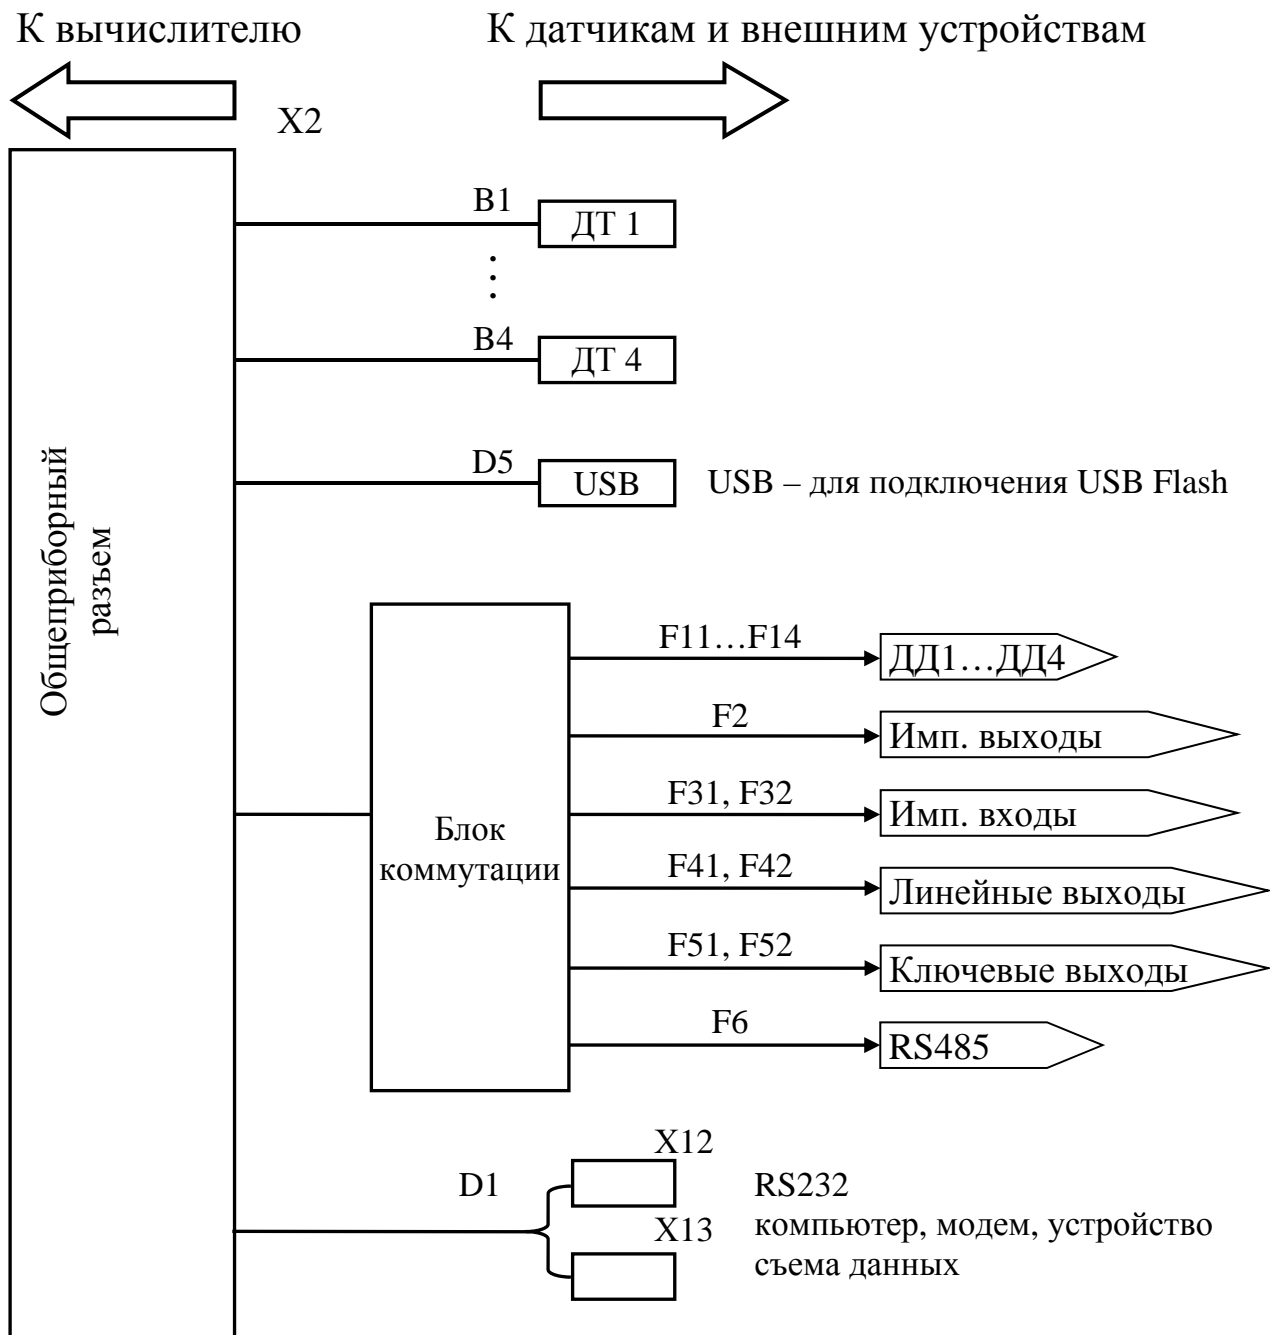 К вычислителю
К датчикам и внешним устройствам
X2
B1
ДТ 1
B4
ДТ 4
D5
USB
USB – для подключения USB Flash
Общеприборный
разъем
Блок
коммутации
F11…F14
ДД1…ДД4
F2
Имп. выходы
F31, F32
Имп. входы
F41, F42
Линейные выходы
F51, F52
Ключевые выходы
F6
RS485
D1
X12
X13
RS232
компьютер, модем, устройство
съема данных